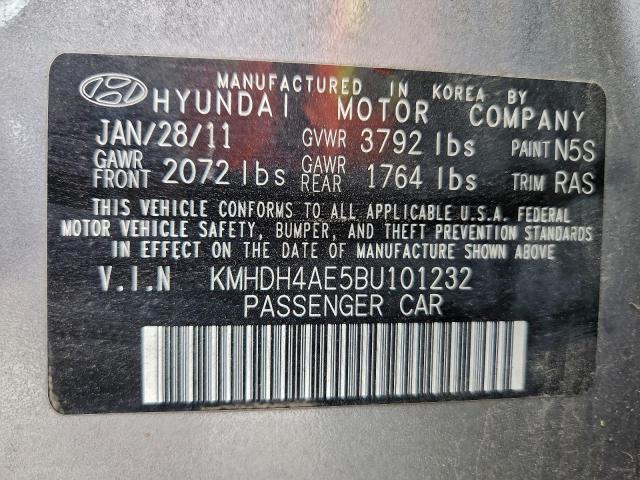 MANUFACTURED IN KOREA BY
HYUNDAI MOTOR COMPANY
JAN/28/11 GVWR 3792 lbs PAINT N5S
GAWR FRONT 2072 lbs GAWR REAR 1764 lbs TRIM RAS
THIS VEHICLE CONFORMS TO ALL APPLICABLE U.S.A. FEDERAL
MOTOR VEHICLE SAFETY, BUMPER, AND THEFT PREVENTION STANDARDS
IN EFFECT ON THE DATE OF MANUFACTURE SHOWN ABOVE
V.I.N KMHDH4AE5BU101232
PASSENGER CAR